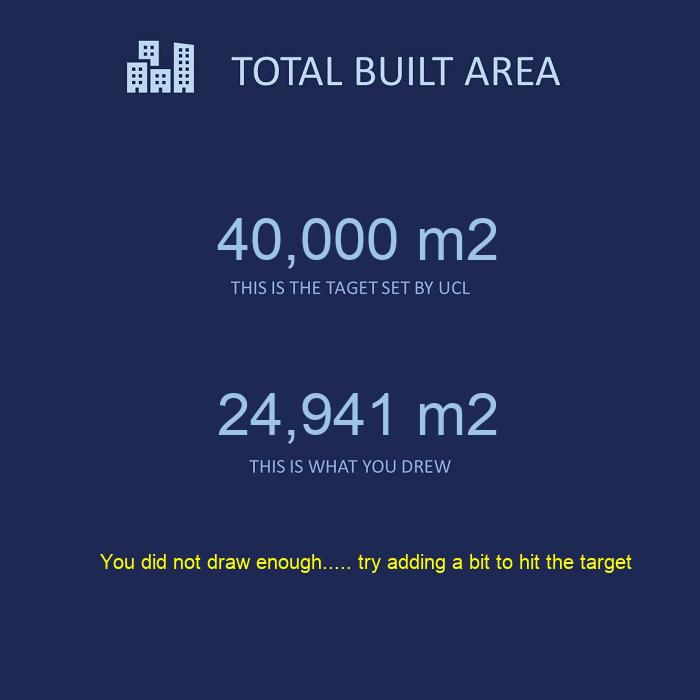 TOTAL BUILT AREA
40,000 m2
THIS IS THE TAGET SET BY UCL
24,941 m2
THIS IS WHAT YOU DREW
You did not draw enough..... try adding a bit to hit the target